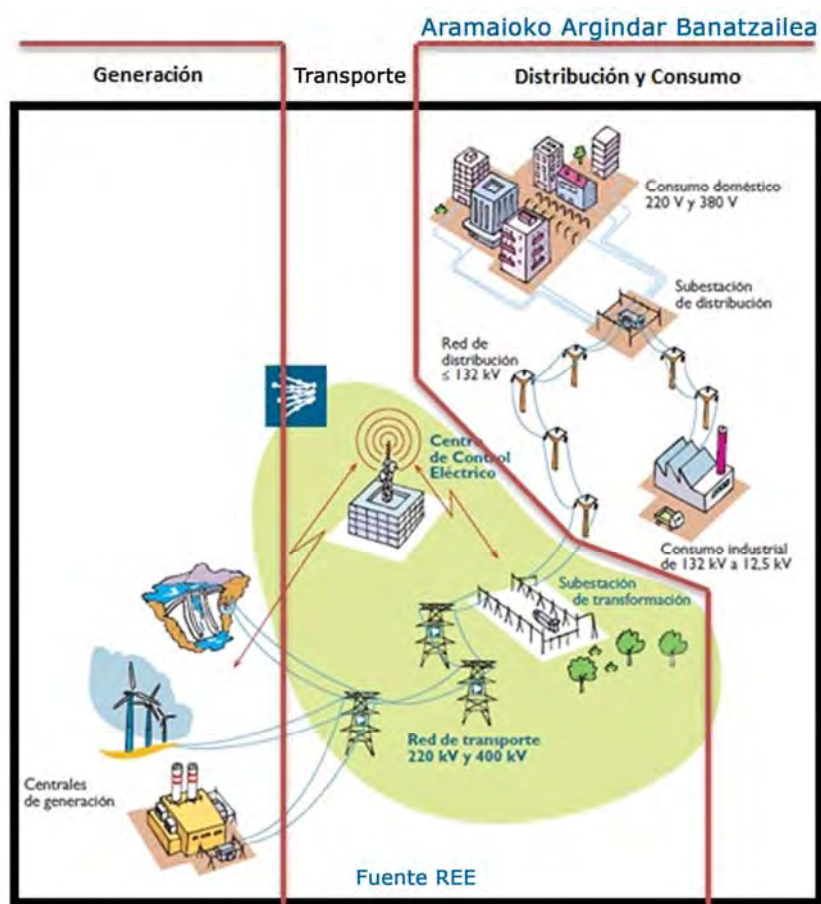 Aramaioko Argindar Banatzailea
Generación
Transporte
Distribución y Consumo
Consumo doméstico
220 V y 380 V
Subestación
de distribución
Red de
distribución
≤ 132 kV
Centro
de Control
Eléctrico
Consumo industrial
de 132 kV a 12,5 kV
Subestación
de transformación
Red de transporte
220 kV y 400 kV
Centrales
de generación
Fuente REE